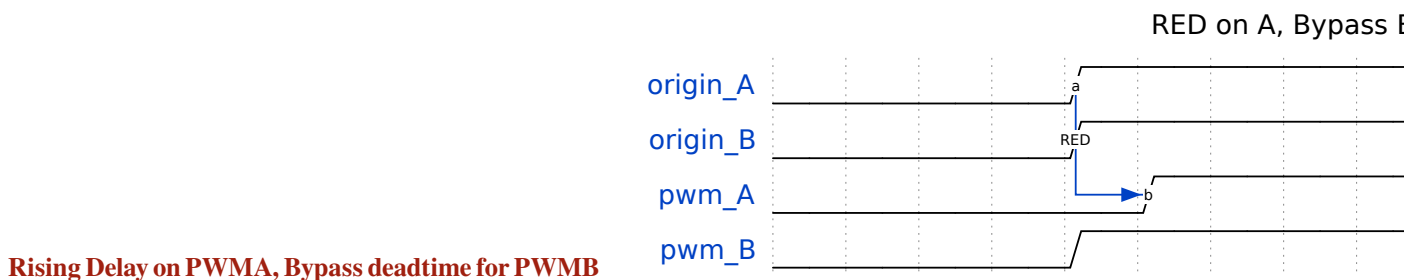 RED on A, Bypass
origin_A
a
origin_B
RED
pwm_A
b
pwm_B
Rising Delay on PWMA, Bypass deadtime for PWMB